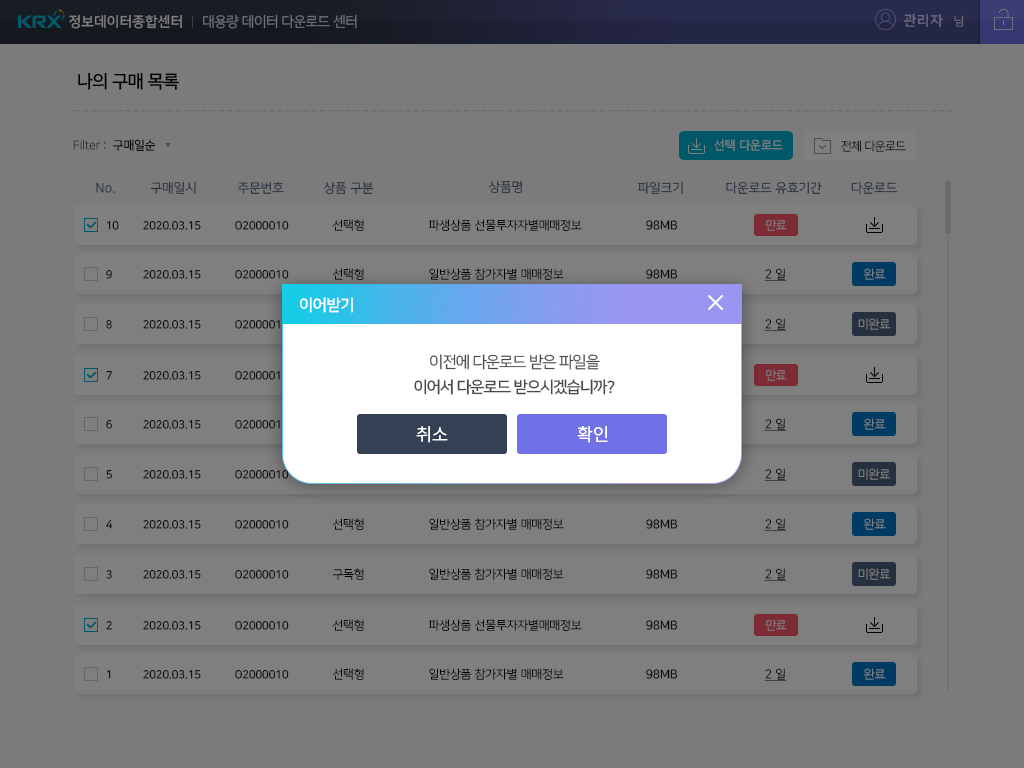 KRX 정보데이터종합센터 | 대용량 데이터 다운로드 센터
관리자 님
나의 구매 목록
Filter : 구매일순
선택 다운로드
전체 다운로드
No. 구매일시 주문번호 상품 구분 상품명 파일크기 다운로드 유효기간 다운로드
10 2020.03.15 O2000010 선택형 파생상품 선물투자자별매매정보 98MB 만료
9 2020.03.15 O2000010 선택형 일반상품 참가자별 매매정보 98MB 2 일 완료
이어받기
8 2020.03.15 2 일 미완료
이전에 다운로드 받은 파일을
7 2020.03.15 만료
이어서 다운로드 받으시겠습니까?
6 2020.03.15 2 일 완료
취소 확인
5 2020.03.15 O2000010 2 일 미완료
4 2020.03.15 O2000010 선택형 일반상품 참가자별 매매정보 98MB 2 일 완료
3 2020.03.15 O2000010 구독형 일반상품 참가자별 매매정보 98MB 2 일 미완료
2 2020.03.15 O2000010 선택형 파생상품 선물투자자별매매정보 98MB 만료
1 2020.03.15 O2000010 선택형 일반상품 참가자별 매매정보 98MB 2 일 완료